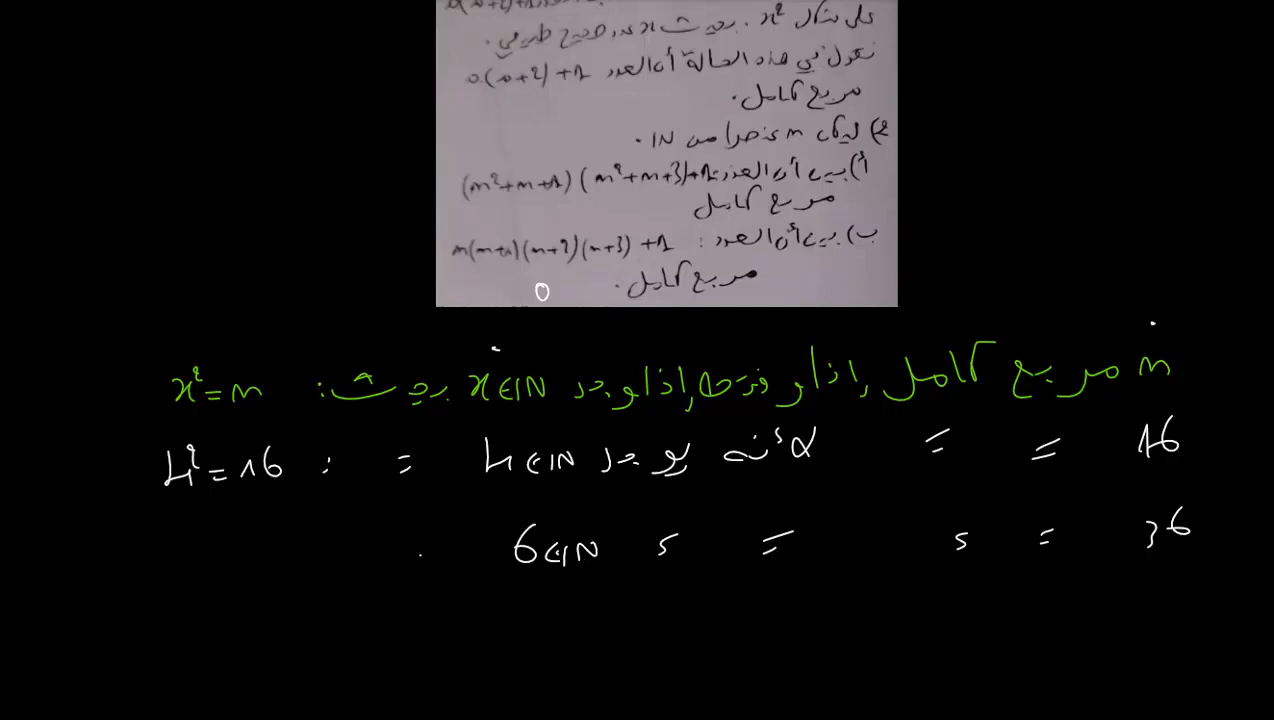 على شكل x². بحيث x عدد صحيح طبيعي.
نقول في هذه الحالة أن العدد n(n+2)+1
مربع كامل.
2) ليكن n عنصرا من IN.
أ) بين أن العدد: (n²+n+1)(n²+n+3)+1
مربع كامل
ب) بين أن العدد: n(n+1)(n+2)(n+3)+1
مربع كامل.
n مربع كامل إذا وفقط إذا وجد x∈IN بحيث: x²=n
16 = = لأنه يوجد 4∈IN = : 4²=16
36 = د = د 6∈IN